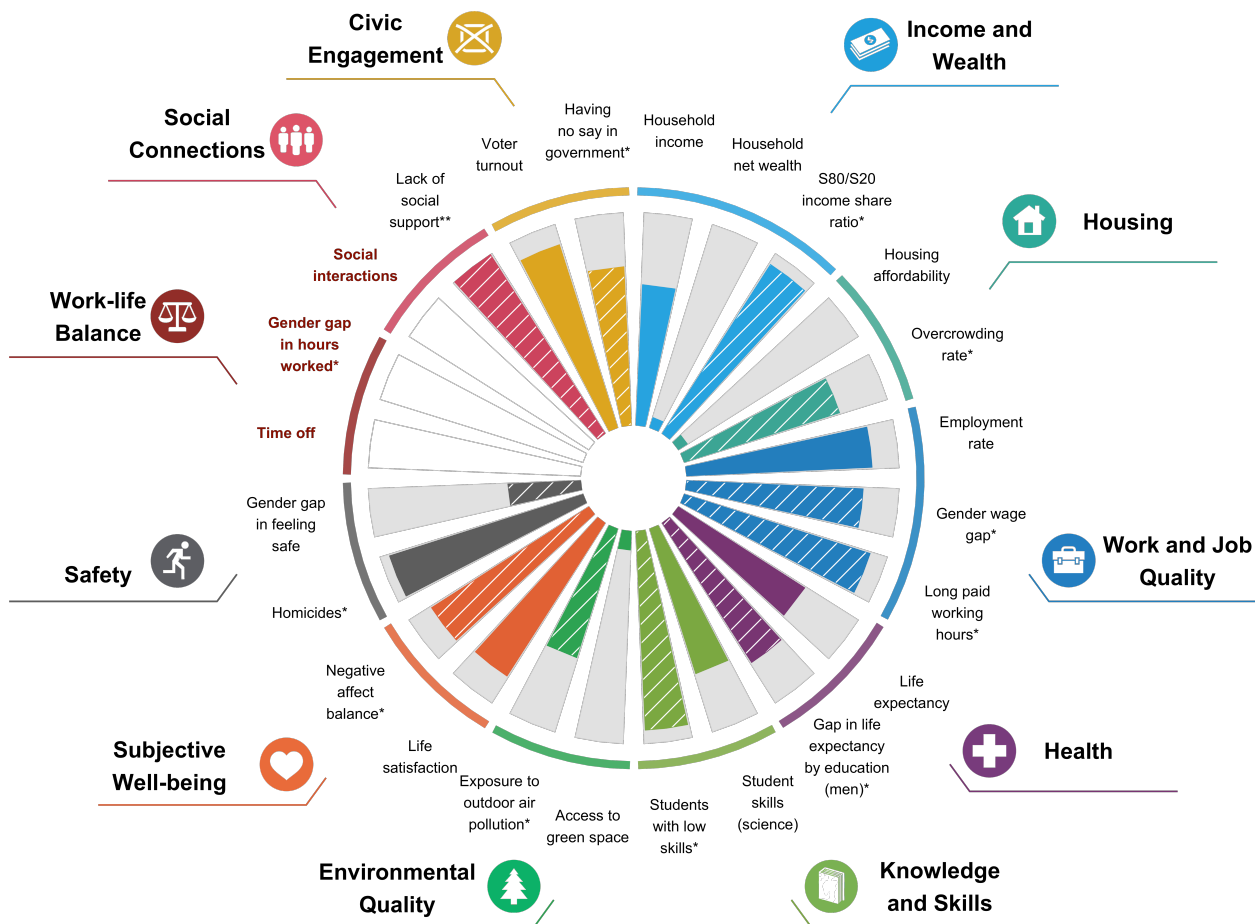 Civic
Engagement
Income and
Wealth
Social
Connections
Housing
Work-life
Balance
Safety
Work and Job
Quality
Subjective
Well-being
Health
Environmental
Quality
Knowledge
and Skills
Having
no say in
government*
Household
income
Household
net wealth
S80/S20
income share
ratio*
Housing
affordability
Overcrowding
rate*
Employment
rate
Gender wage
gap*
Long paid
working
hours*
Life
expectancy
Gap in life
expectancy
by education
(men)*
Student
skills
(science)
Students
with low
skills*
Access to
green space
Exposure to
outdoor air
pollution*
Life
satisfaction
Negative
affect
balance*
Homicides*
Gender gap
in feeling
safe
Time off
Gender gap
in hours
worked*
Social
interactions
Lack of
social
support**
Voter
turnout